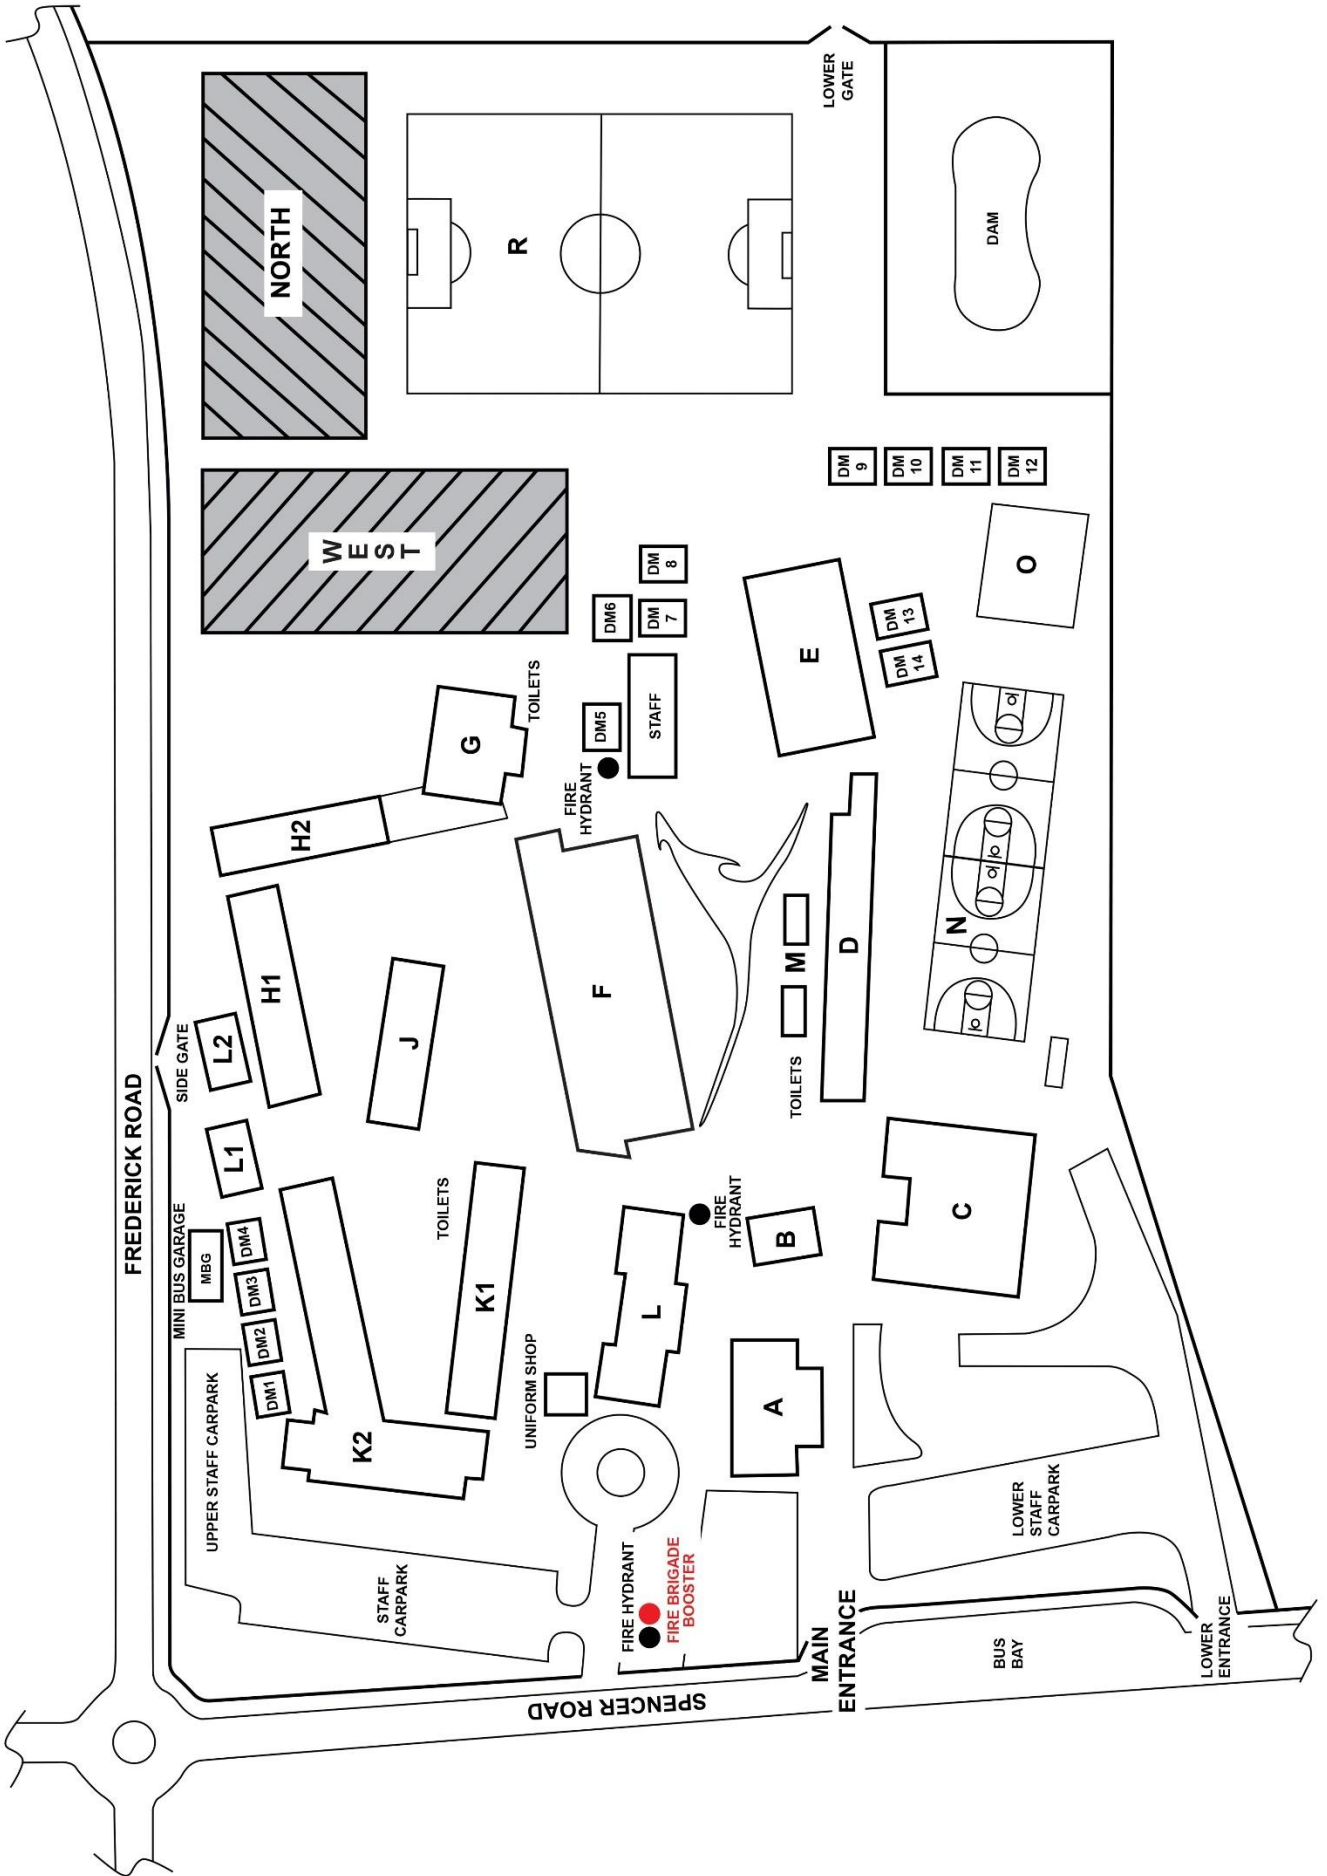 FREDERICK ROAD
SPENCER ROAD
UPPER STAFF CARPARK
MINI BUS GARAGE
MBG
SIDE GATE
DM1
DM2
DM3
DM4
L1
L2
H1
H2
NORTH
WEST
STAFF
CARPARK
K2
K1
TOILETS
J
G
TOILETS
R
UNIFORM SHOP
L
F
FIRE
HYDRANT
DM5
STAFF
DM6
DM
7
DM
8
FIRE HYDRANT
FIRE BRIGADE
BOOSTER
FIRE
HYDRANT
A
B
TOILETS
M
D
E
DM
13
DM
14
DM
9
DM
10
DM
11
DM
12
LOWER
GATE
DAM
MAIN
ENTRANCE
C
N
O
LOWER
STAFF
CARPARK
BUS
BAY
LOWER
ENTRANCE